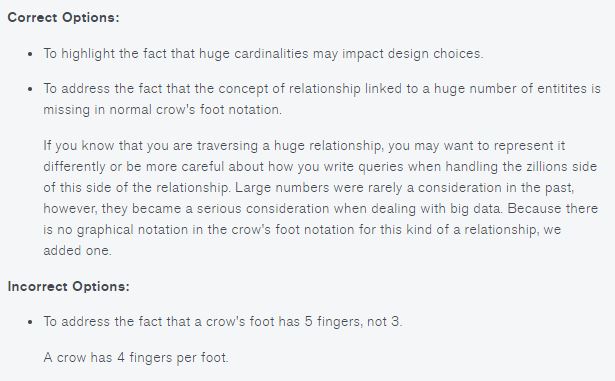 Correct Options:
• To highlight the fact that huge cardinalities may impact design choices.
• To address the fact that the concept of relationship linked to a huge number of entitites is
missing in normal crow's foot notation.
If you know that you are traversing a huge relationship, you may want to represent it
differently or be more careful about how you write queries when handling the zillions side
of this side of the relationship. Large numbers were rarely a consideration in the past,
however, they became a serious consideration when dealing with big data. Because there
is no graphical notation in the crow's foot notation for this kind of a relationship, we
added one.
Incorrect Options:
• To address the fact that a crow's foot has 5 fingers, not 3.
A crow has 4 fingers per foot.